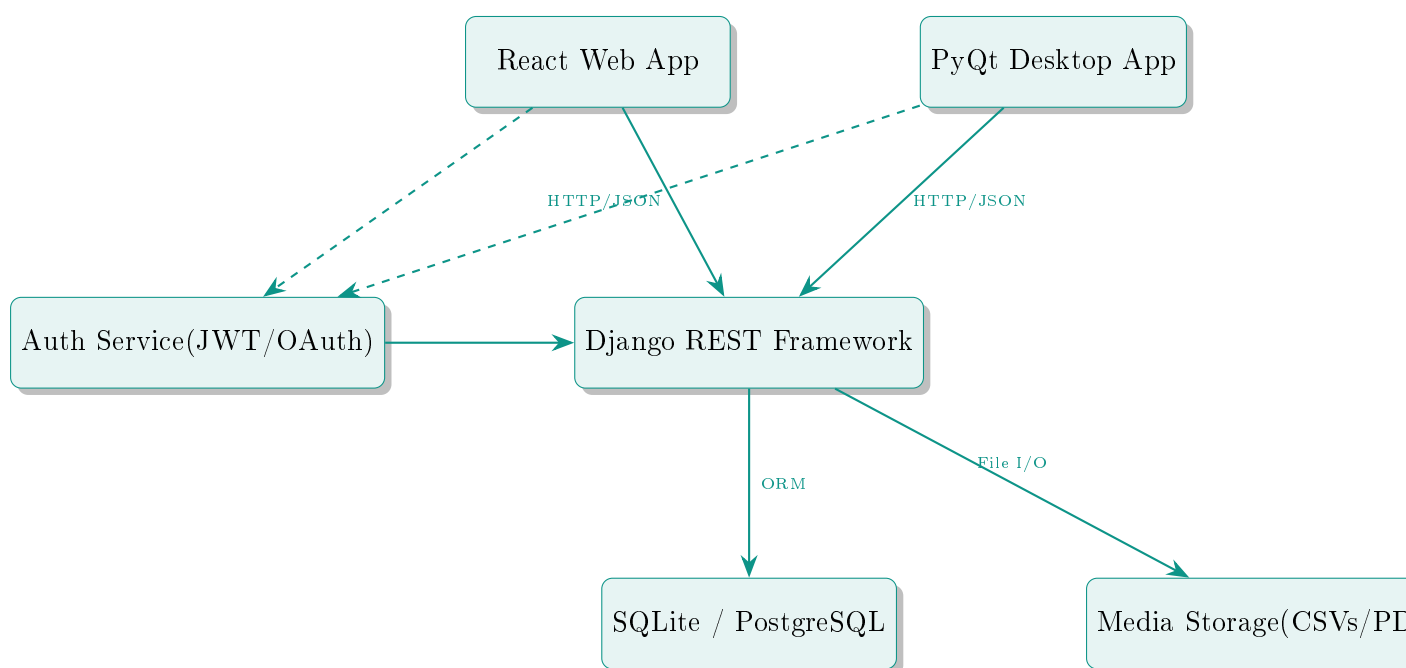 React Web App
PyQt Desktop App
HTTP/JSON
HTTP/JSON
Auth Service(JWT/OAuth)
Django REST Framework
File I/O
ORM
SQLite / PostgreSQL
Media Storage(CSVs/PD